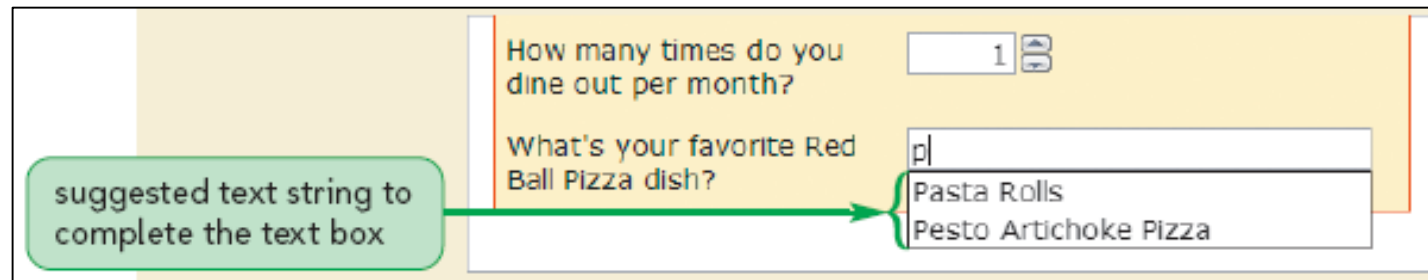 How many times do you
dine out per month?
1
What's your favorite Red
Ball Pizza dish?
p
Pasta Rolls
Pesto Artichoke Pizza
suggested text string to
complete the text box